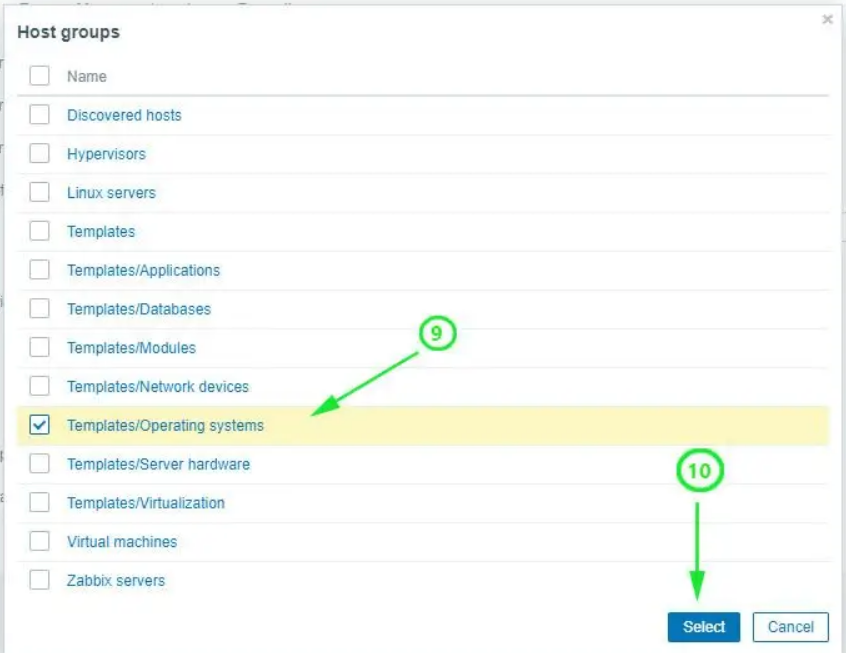 Host groups
×
Name
Discovered hosts
Hypervisors
Linux servers
Templates
Templates/Applications
Templates/Databases
Templates/Modules
9
Templates/Network devices
Templates/Operating systems
Templates/Server hardware
10
Templates/Virtualization
Virtual machines
Zabbix servers
Select Cancel